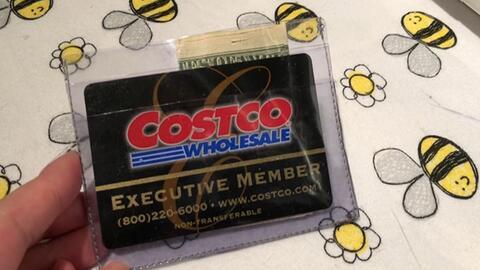 COSTCO
WHOLESALE
EXECUTIVE MEMBER
(800)220-6000 • WWW.COSTCO.COM
NON-TRANSFERABLE